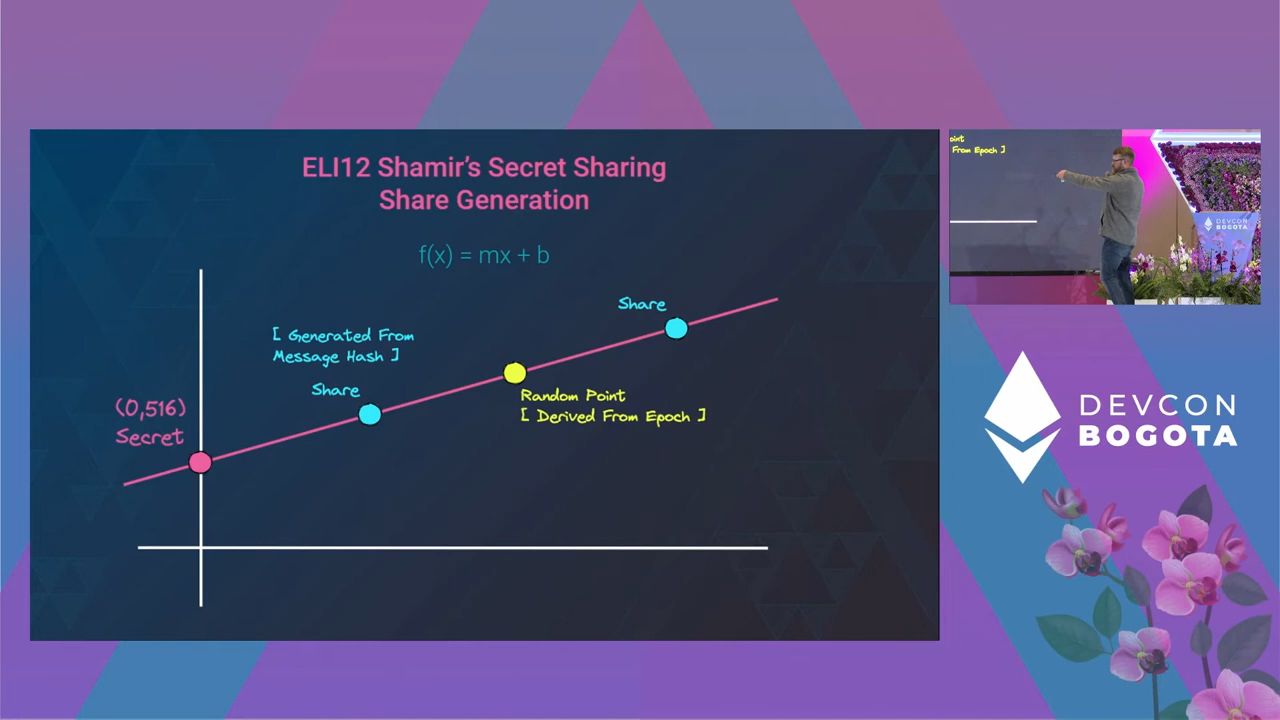 ELI12 Shamir's Secret Sharing
Share Generation
f(x) = mx + b
Share
[ Generated From
Message Hash ]
Share
(0,516)
Secret
Random Point
[ Derived From Epoch ]
oint
From Epoch ]
DEVCON
BOGOTA
DEVCON
BOGOTA